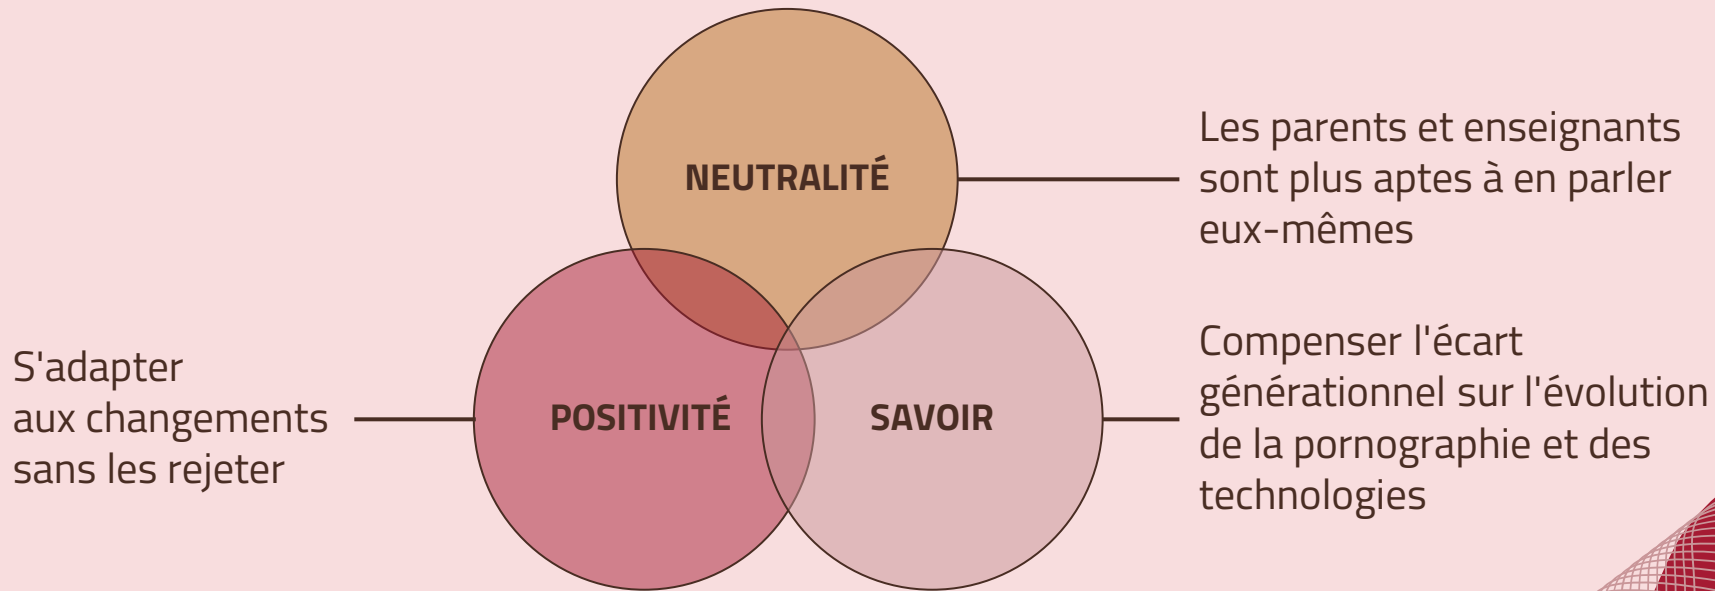 NEUTRALITÉ
Les parents et enseignants
sont plus aptes à en parler
eux-mêmes
S'adapter
aux changements
sans les rejeter
POSITIVITÉ
SAVOIR
Compenser l'écart
générationnel sur l'évolution
de la pornographie et des
technologies